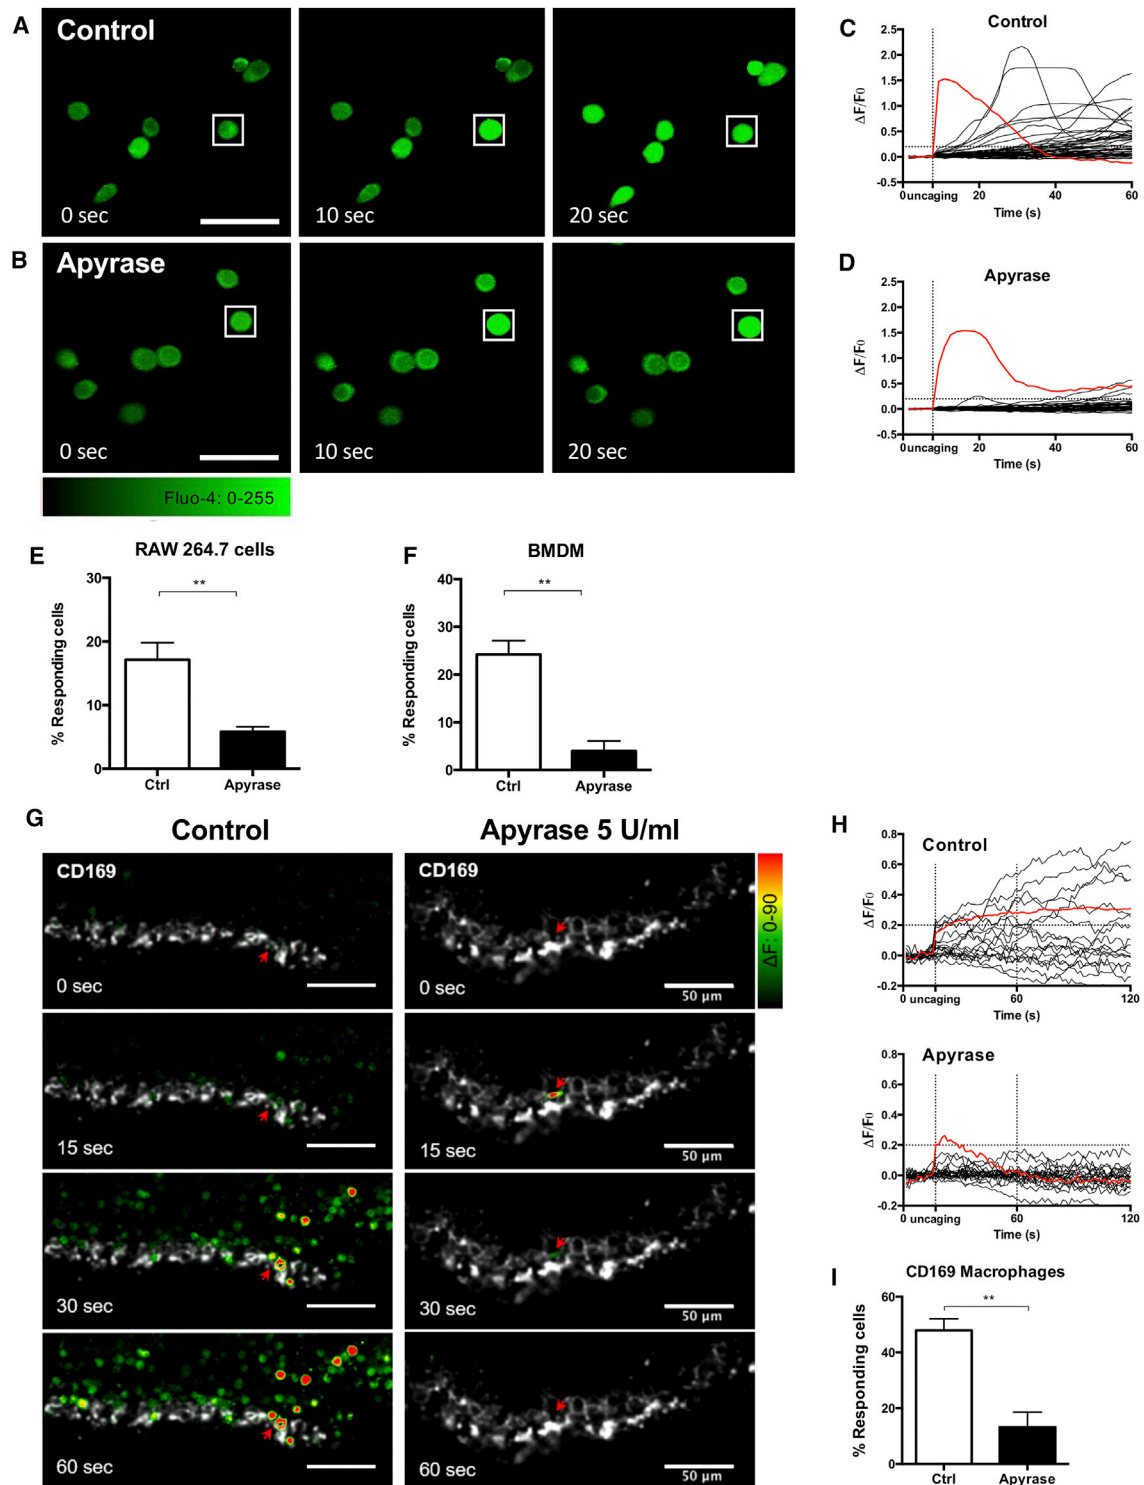 A
Control
0 sec
10 sec
20 sec
B
Apyrase
0 sec
10 sec
20 sec
Fluo-4: 0-255
C
Control
ΔF/F0
2.5
2.0
1.5
1.0
0.5
0.0
-0.5
0 uncaging 20 40 60
Time (s)
D
Apyrase
ΔF/F0
2.5
2.0
1.5
1.0
0.5
0.0
-0.5
0 uncaging 20 40 60
Time (s)
E
RAW 264.7 cells
% Responding cells
30
20
10
0
**
Ctrl Apyrase
F
BMDM
% Responding cells
40
30
20
10
0
**
Ctrl Apyrase
G
Control
CD169
0 sec
15 sec
30 sec
60 sec
Apyrase 5 U/ml
CD169
0 sec
50 µm
15 sec
50 µm
30 sec
50 µm
60 sec
50 µm
ΔF: 0-90
H
Control
ΔF/F0
0.8
0.6
0.4
0.2
0.0
-0.2
0 uncaging 60 120
Time (s)
Apyrase
ΔF/F0
0.8
0.6
0.4
0.2
0.0
-0.2
0 uncaging 60 120
Time (s)
I
CD169 Macrophages
% Responding cells
60
40
20
0
**
Ctrl Apyrase